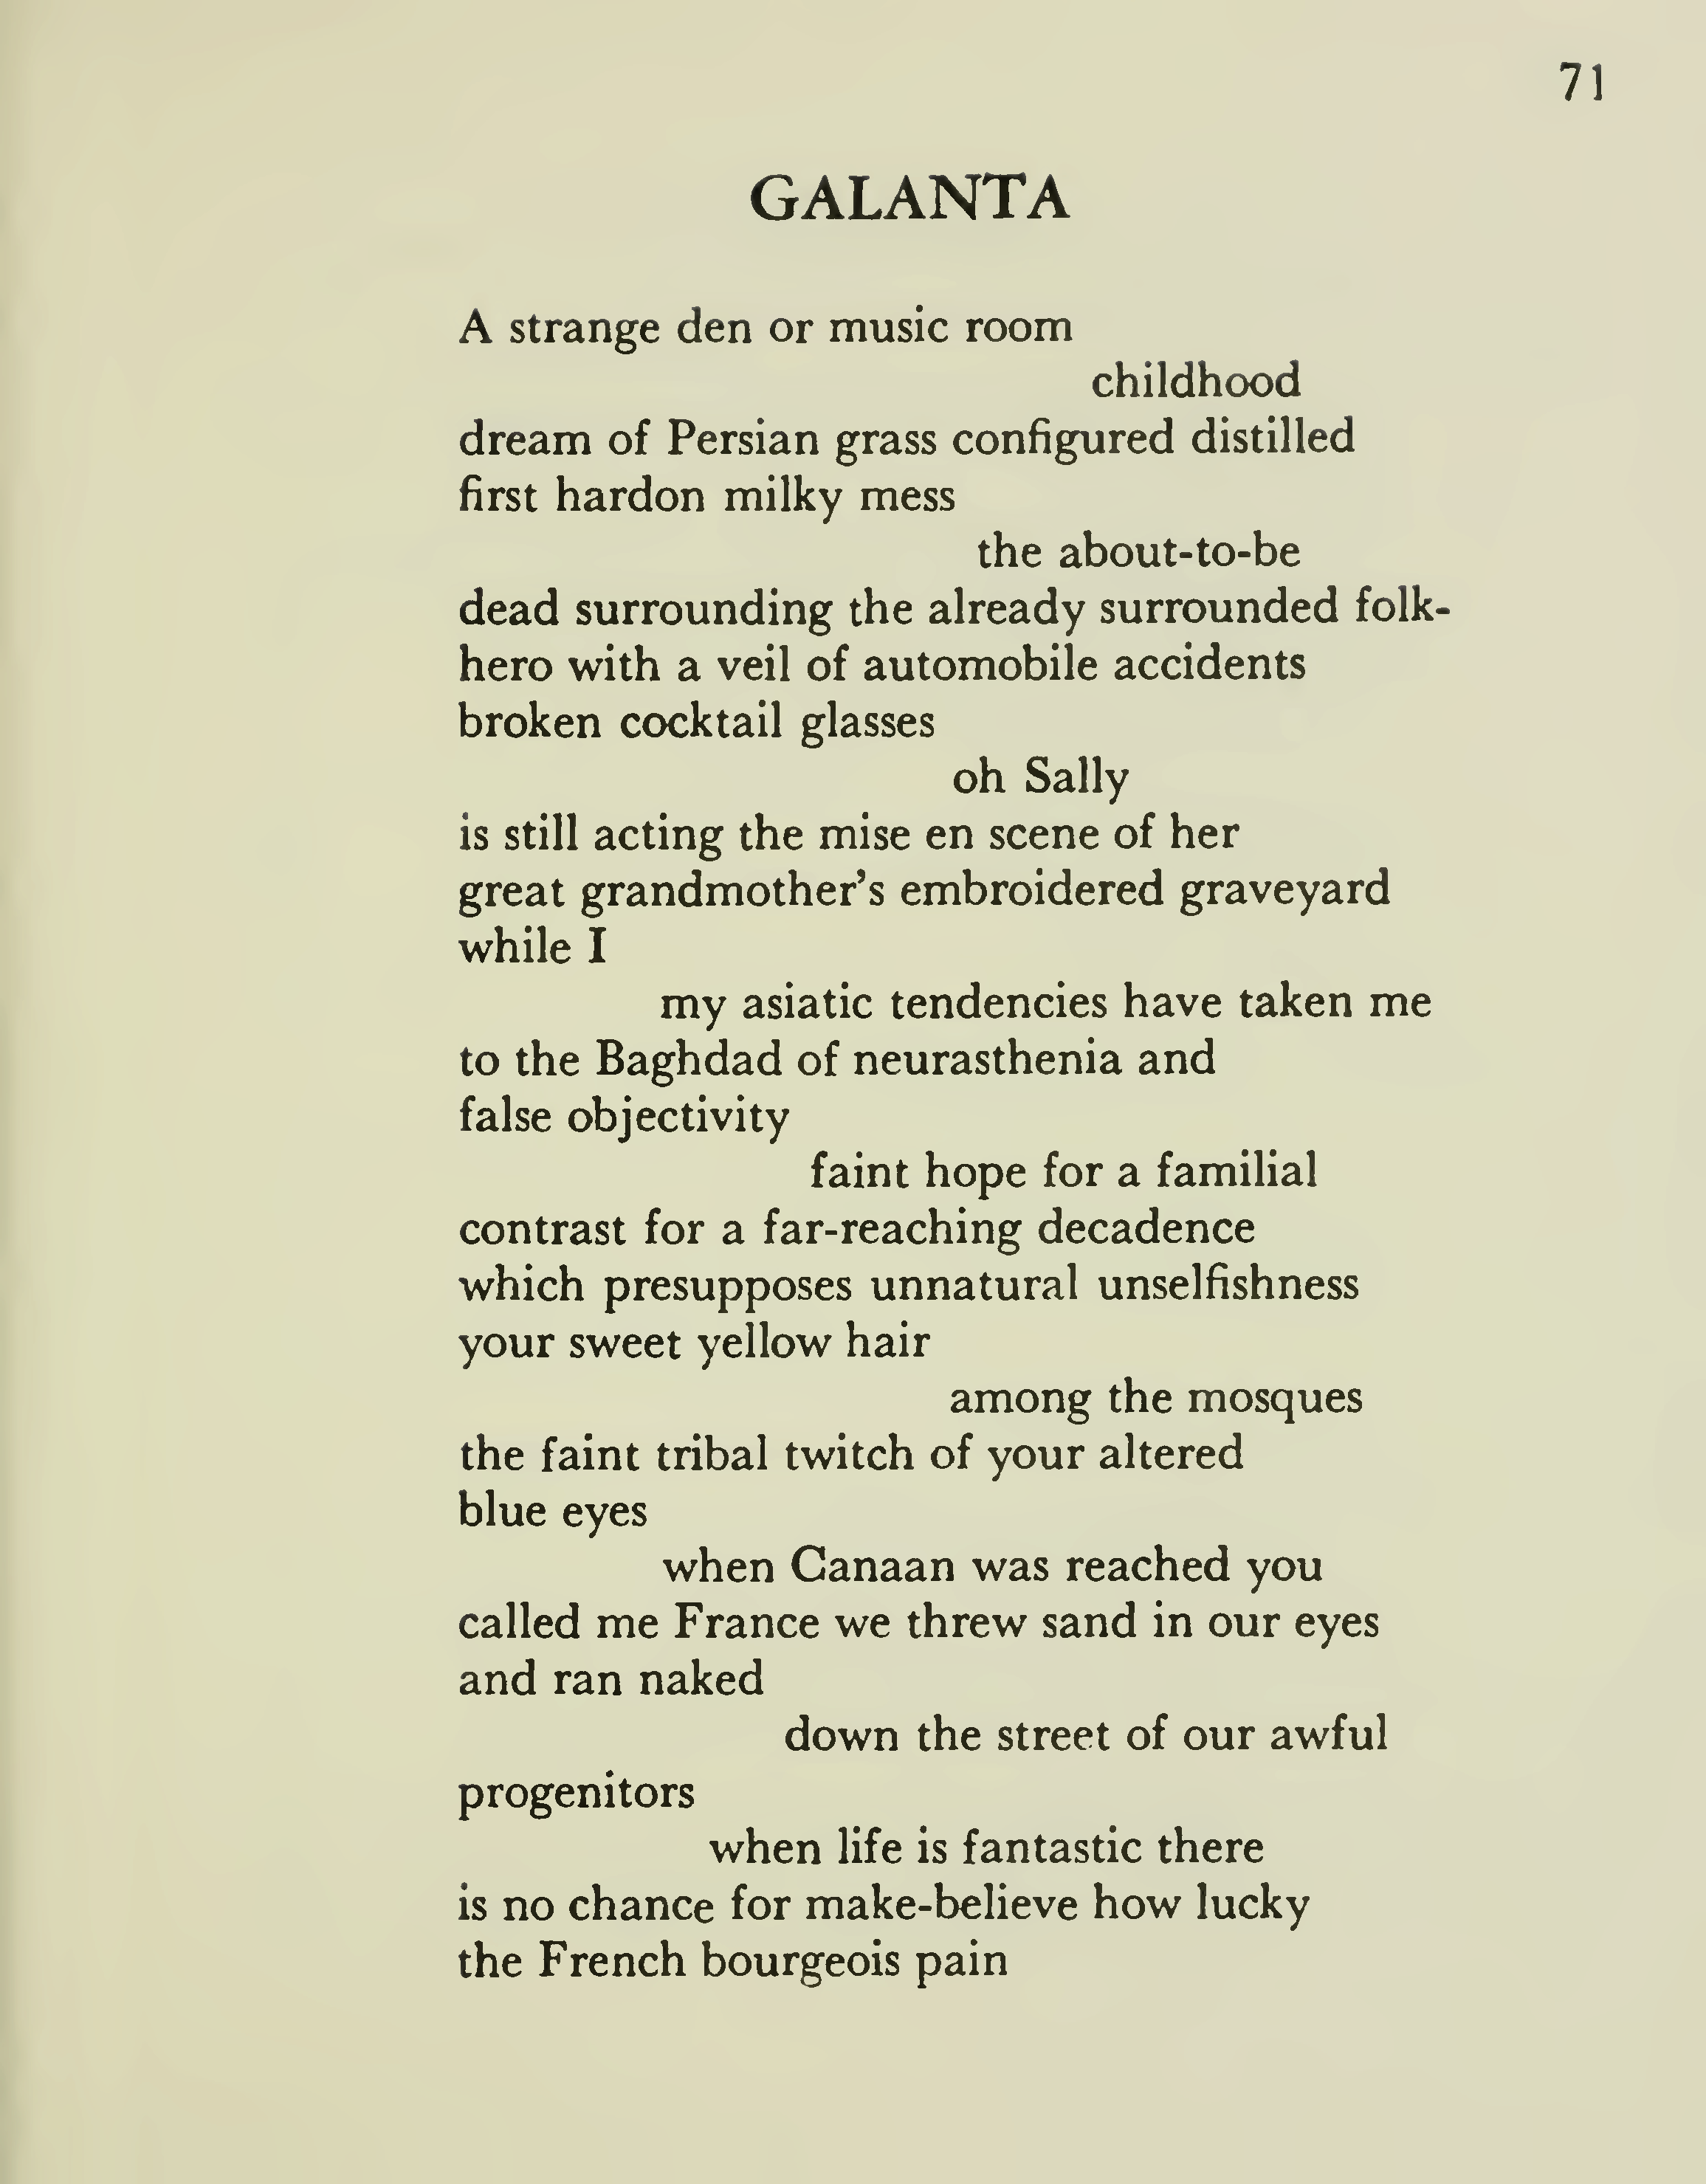 71
GALANTA
A strange den or music room
childhood
dream of Persian grass configured distilled
first hardon milky mess
the about-to-be
dead surrounding the already surrounded folk-
hero with a veil of automobile accidents
broken cocktail glasses
oh Sally
is still acting the mise en scene of her
great grandmother's embroidered graveyard
while I
my asiatic tendencies have taken me
to the Baghdad of neurasthenia and
false objectivity
faint hope for a familial
contrast for a far-reaching decadence
which presupposes unnatural unselfishness
your sweet yellow hair
among the mosques
the faint tribal twitch of your altered
blue eyes
when Canaan was reached you
called me France we threw sand in our eyes
and ran naked
down the street of our awful
progenitors
when life is fantastic there
is no chance for make-believe how lucky
the French bourgeois pain